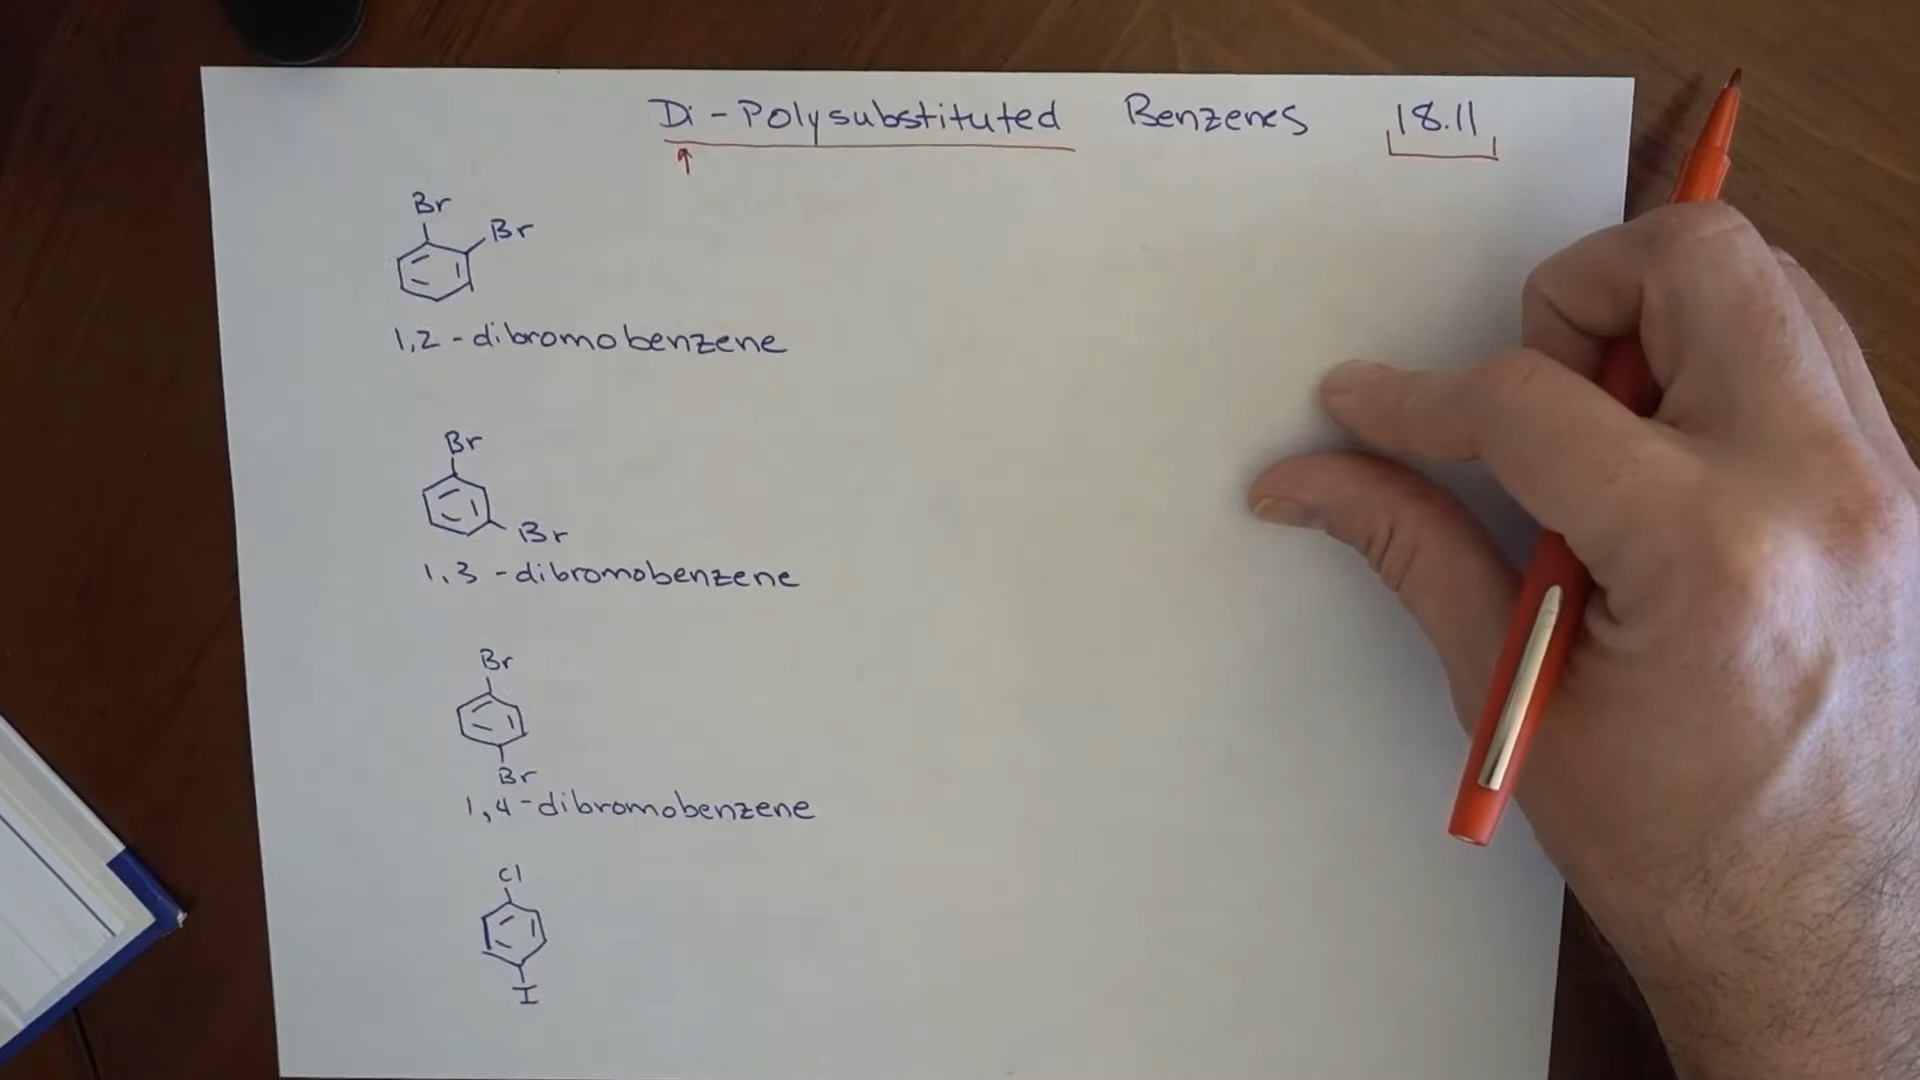 Di-Polysubstituted Benzenes 18.11
Br
Br
1,2-dibromobenzene
Br
Br
1,3-dibromobenzene
Br
Br
1,4-dibromobenzene
Cl
I